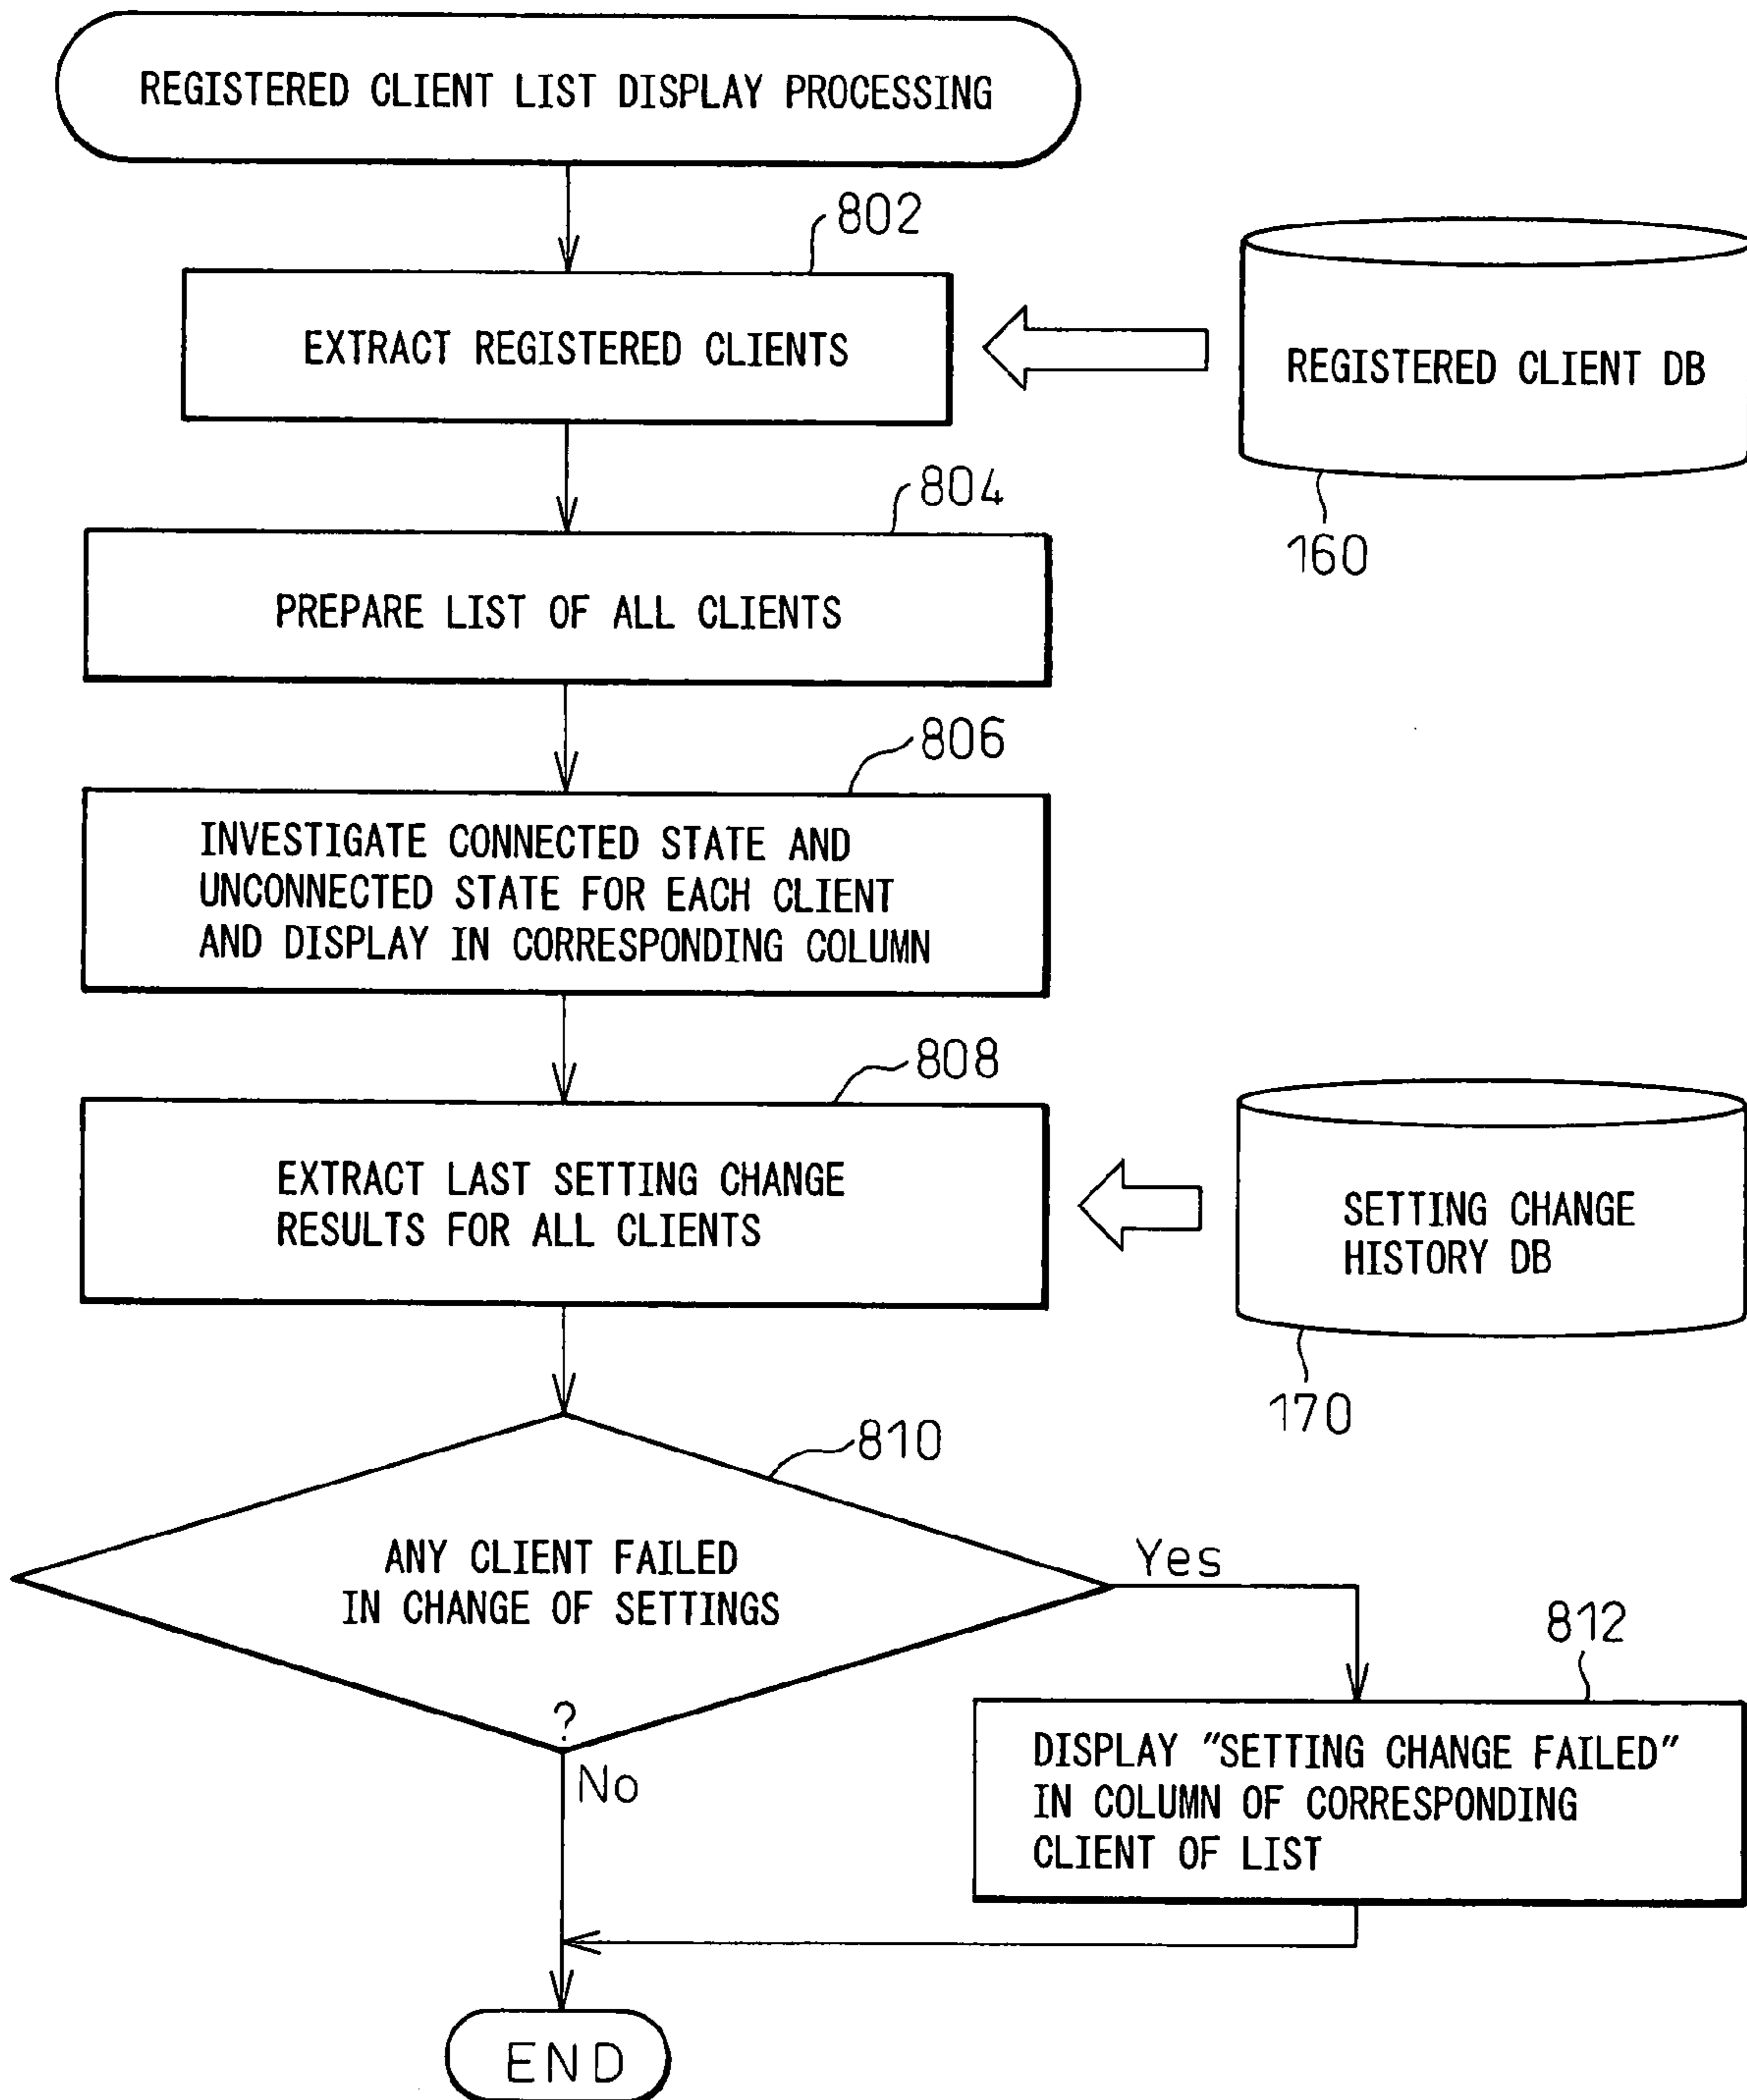 REGISTERED CLIENT LIST DISPLAY PROCESSING
802
EXTRACT REGISTERED CLIENTS
REGISTERED CLIENT DB
160
804
PREPARE LIST OF ALL CLIENTS
806
INVESTIGATE CONNECTED STATE AND
UNCONNECTED STATE FOR EACH CLIENT
AND DISPLAY IN CORRESPONDING COLUMN
808
EXTRACT LAST SETTING CHANGE
RESULTS FOR ALL CLIENTS
SETTING CHANGE
HISTORY DB
170
810
ANY CLIENT FAILED
IN CHANGE OF SETTINGS
?
Yes
No
812
DISPLAY "SETTING CHANGE FAILED"
IN COLUMN OF CORRESPONDING
CLIENT OF LIST
END